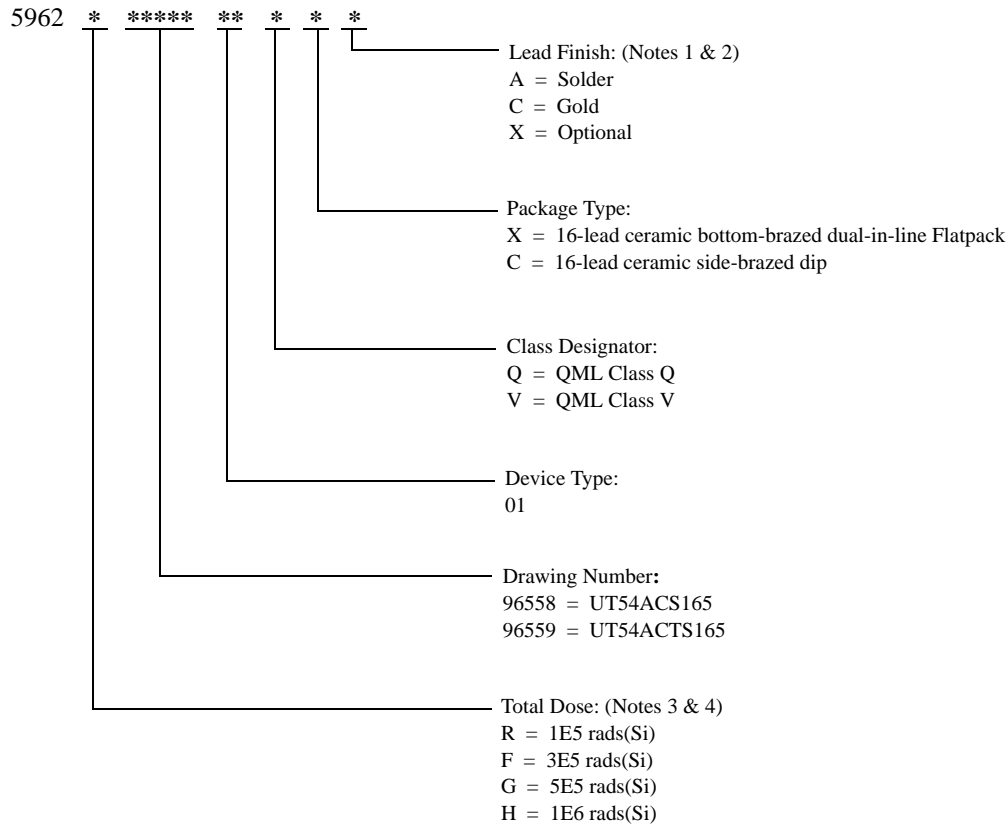 5962 * ***** ** * * *
Lead Finish: (Notes 1 & 2)
A = Solder
C = Gold
X = Optional
Package Type:
X = 16-lead ceramic bottom-brazed dual-in-line Flatpack
C = 16-lead ceramic side-brazed dip
Class Designator:
Q = QML Class Q
V = QML Class V
Device Type:
01
Drawing Number:
96558 = UT54ACS165
96559 = UT54ACTS165
Total Dose: (Notes 3 & 4)
R = 1E5 rads(Si)
F = 3E5 rads(Si)
G = 5E5 rads(Si)
H = 1E6 rads(Si)